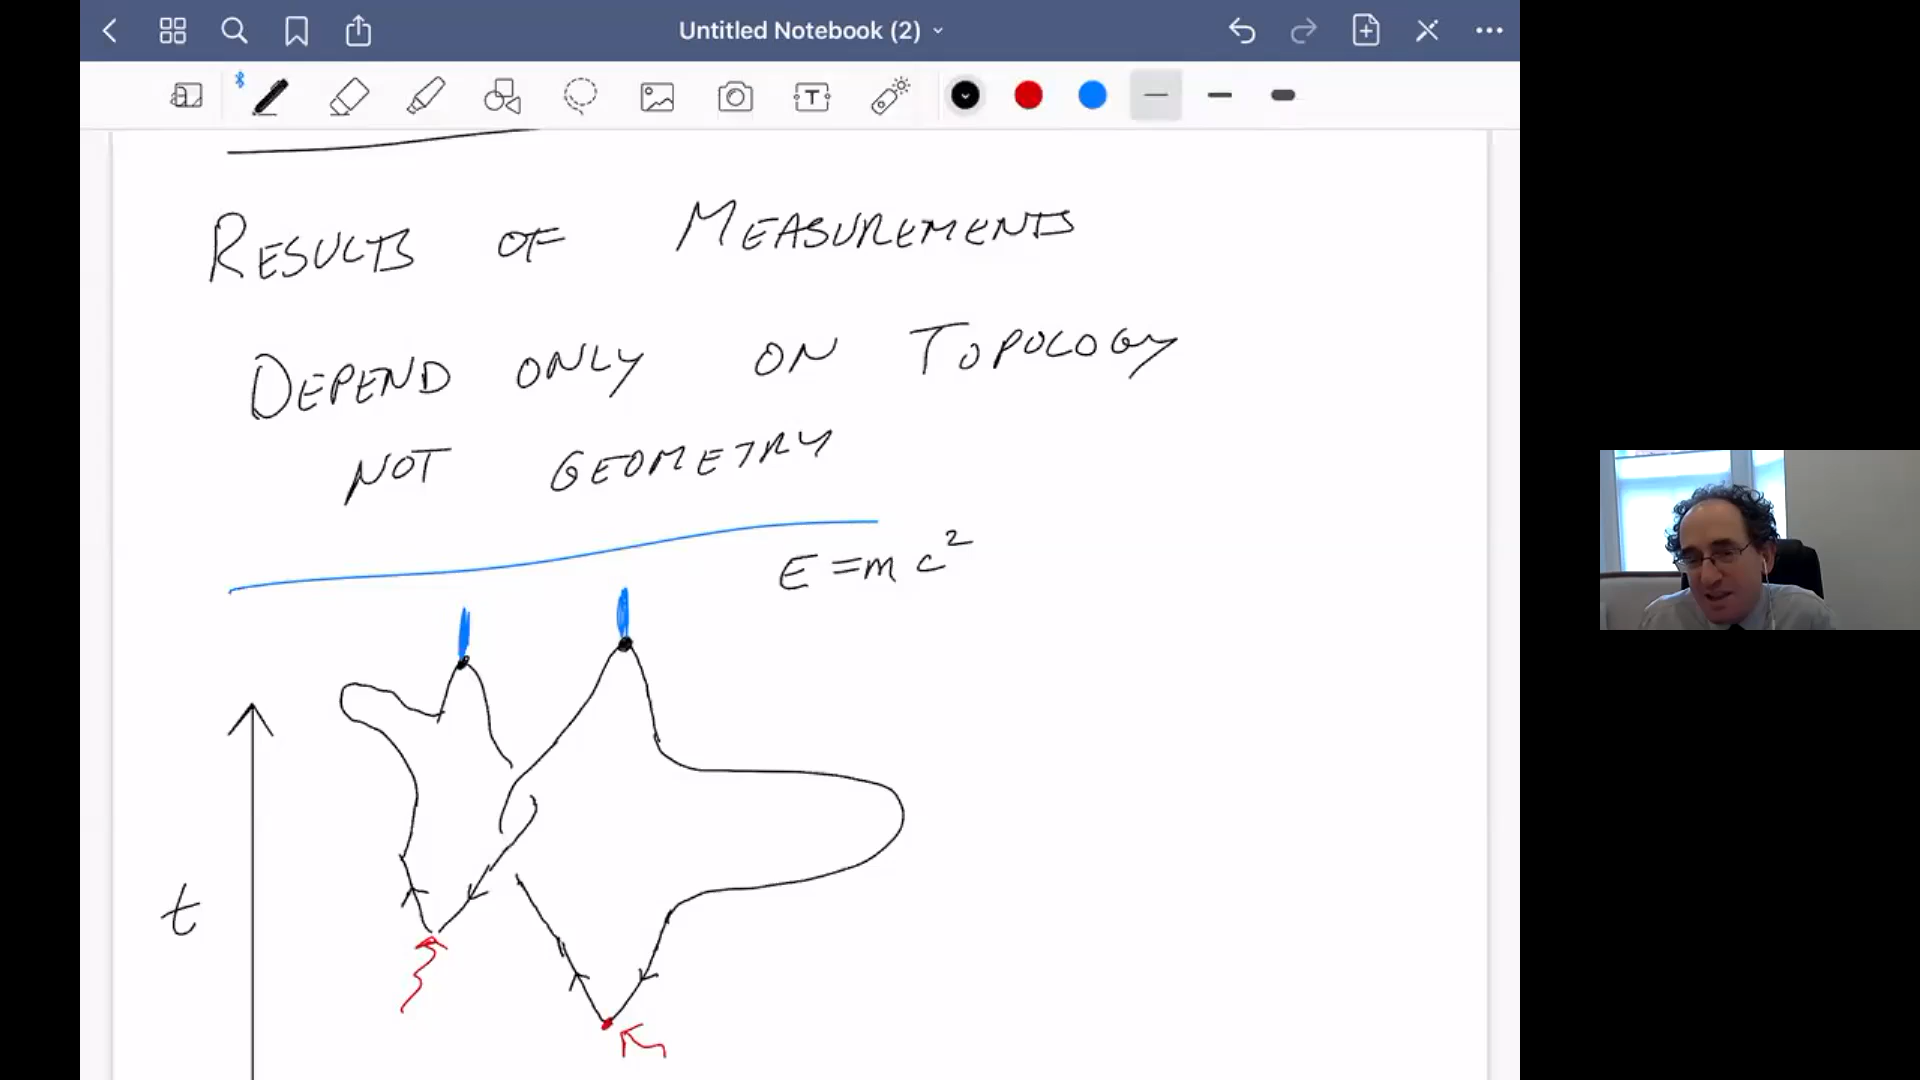 Untitled Notebook (2)
T
RESULTS OF MEASUREMENTS
DEPEND ONLY ON TOPOLOGY
NOT GEOMETRY
E = mc²
t